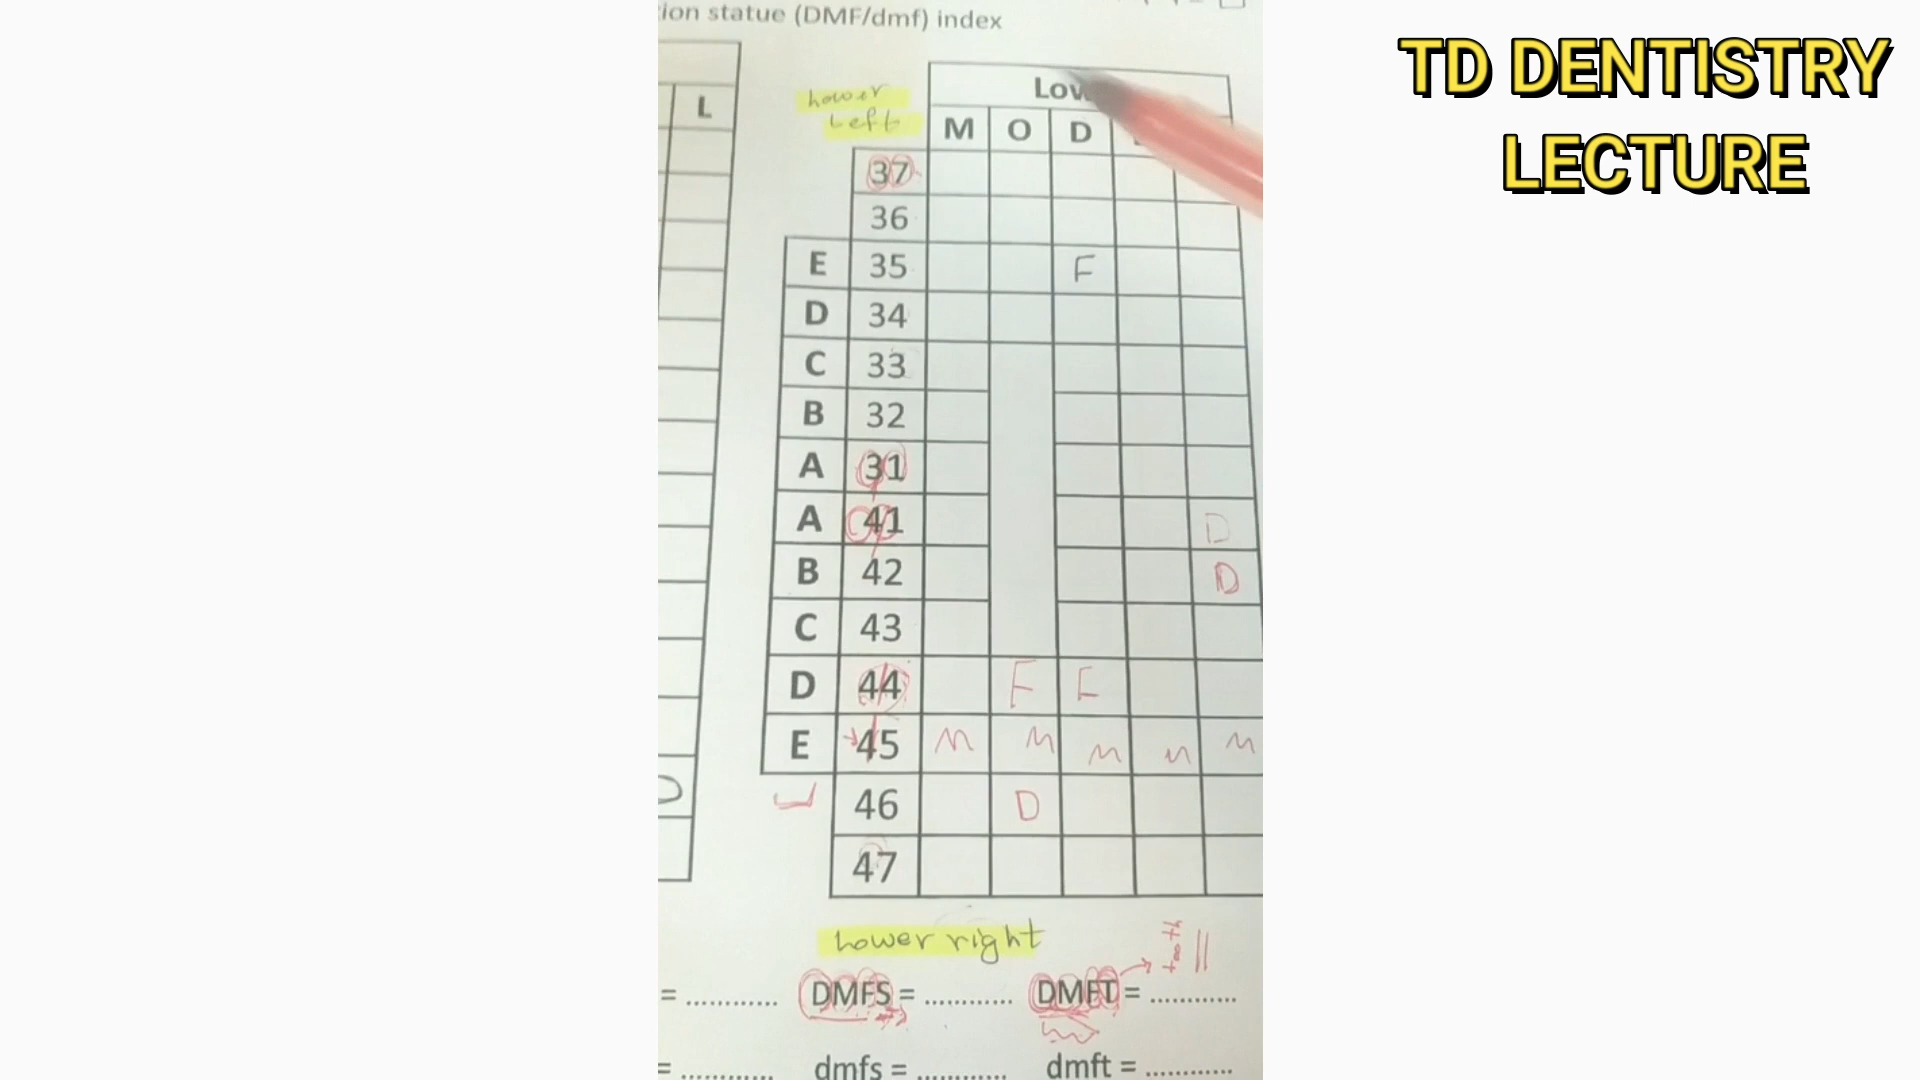 TD DENTISTRY
LECTURE
ion statue (DMF/dmf) index
L
Lower
Left
M O D
37
36
E 35 F
D 34
C 33
B 32
A 31
A 41 D
B 42 D
C 43
D 44 F F
E 45 M M M M M
46 D
47
Lower right
tooth
= ............ DMFS = ............ DMFT = ............
= ............ dmfs = ............ dmft = ............